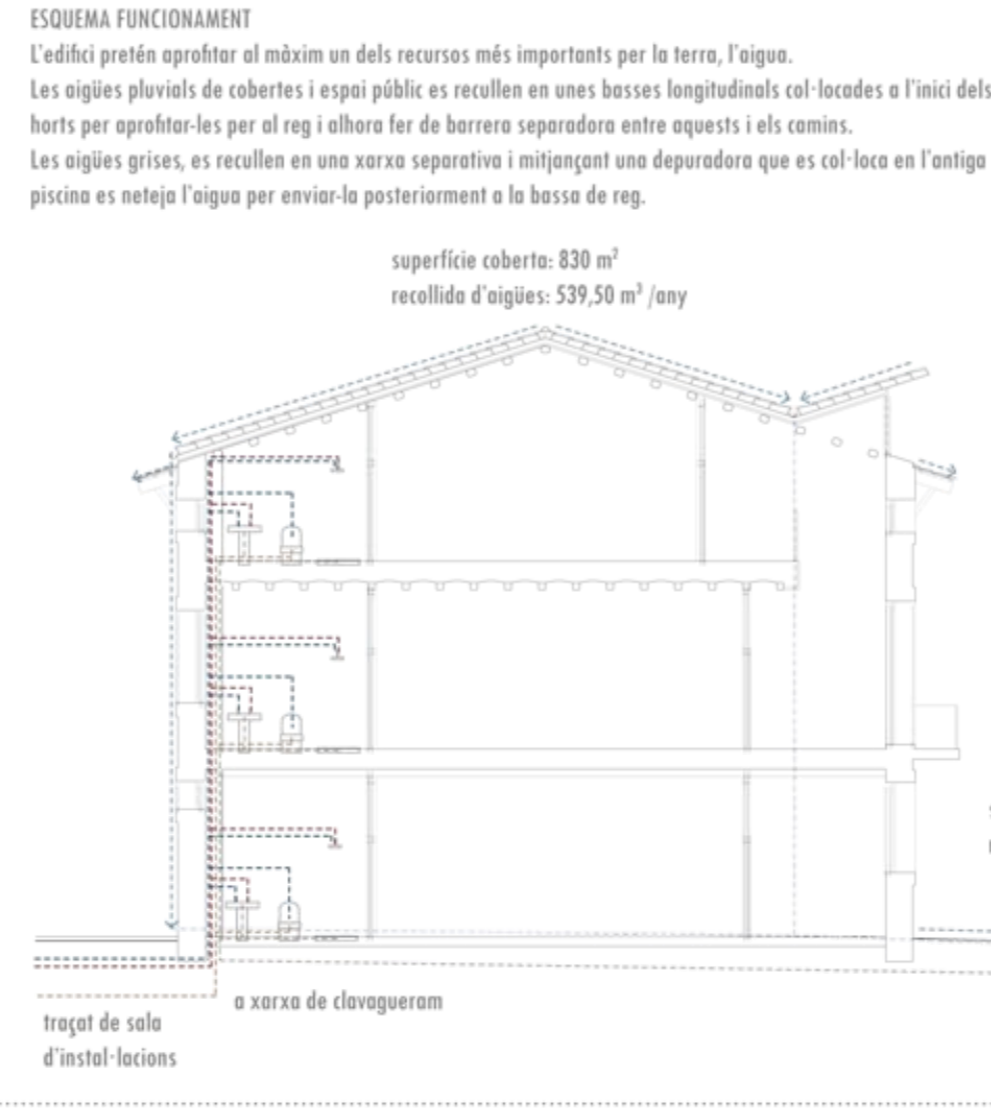 ESQUEMA FUNCIONAMENT
L'edifici pretén aprofitar al màxim un dels recursos més importants per la terra, l'aigua.
Les aigües pluvials de cobertes i espai públic es recullen en unes basses longitudinals col·locades a l'inici dels
horts per aprofitar-les per al reg i alhora fer de barrera separadora entre aquests i els camins.
Les aigües grises, es recullen en una xarxa separativa i mitjançant una depuradora que es col·loca en l'antiga
piscina es neteja l'aigua per enviar-la posteriorment a la bassa de reg.
superfície coberta: 830 m²
recollida d'aigües: 539,50 m³ /any
a xarxa de clavagueram
traçat de sala
d'instal·lacions